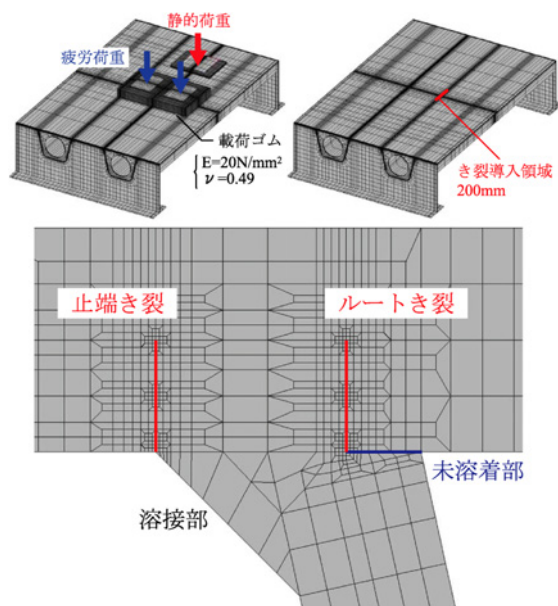 静的荷重
疲労荷重
載荷ゴム
E=20N/mm²
ν=0.49
き裂導入領域
200mm
止端き裂
ルートき裂
未溶着部
溶接部